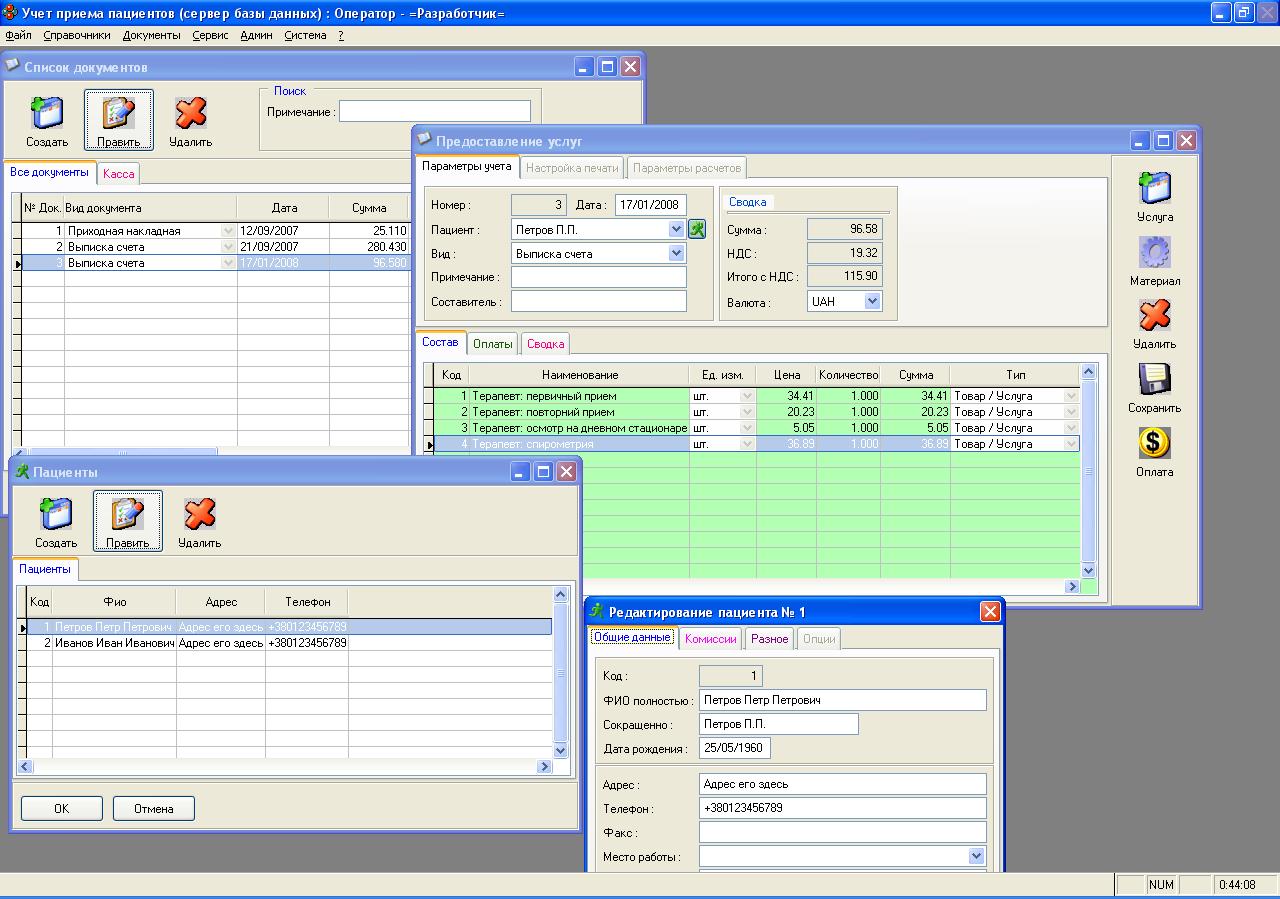 Учет приема пациентов (сервер базы данных) : Оператор - =Разработчик=
Файл Справочники Документы Сервис Админ Система ?
Список документов
Создать Править Удалить
Поиск
Примечание :
Все документы Касса
№ Док. Вид документа Дата Сумма
1 Приходная накладная 12/09/2007 25.110
2 Выписка счета 21/09/2007 280.430
3 Выписка счета 17/01/2008 96.580
Предоставление услуг
Параметры учета Настройка печати Параметры расчетов
Номер : 3 Дата : 17/01/2008
Пациент : Петров П.П.
Вид : Выписка счета
Примечание :
Составитель :
Сводка
Сумма : 96.58
НДС : 19.32
Итого с НДС : 115.90
Валюта : UAH
Услуга
Материал
Удалить
Сохранить
Оплата
Состав Оплаты Сводка
Код Наименование Ед. изм. Цена Количество Сумма Тип
1 Терапевт: первичный прием шт. 34.41 1.000 34.41 Товар / Услуга
2 Терапевт: повторний прием шт. 20.23 1.000 20.23 Товар / Услуга
3 Терапевт: осмотр на дневном стационаре шт. 5.05 1.000 5.05 Товар / Услуга
4 Терапевт: спирометрия шт. 36.89 1.000 36.89 Товар / Услуга
Пациенты
Создать Править Удалить
Пациенты
Код Фио Адрес Телефон
1 Петров Петр Петрович Адрес его здесь +380123456789
2 Иванов Иван Иванович Адрес его здесь +380123456789
OK Отмена
Редактирование пациента № 1
Общие данные Комиссии Разное Опции
Код : 1
ФИО полностью : Петров Петр Петрович
Сокращенно : Петров П.П.
Дата рождения : 25/05/1960
Адрес : Адрес его здесь
Телефон : +380123456789
Факс :
Место работы :
NUM 0:44:08